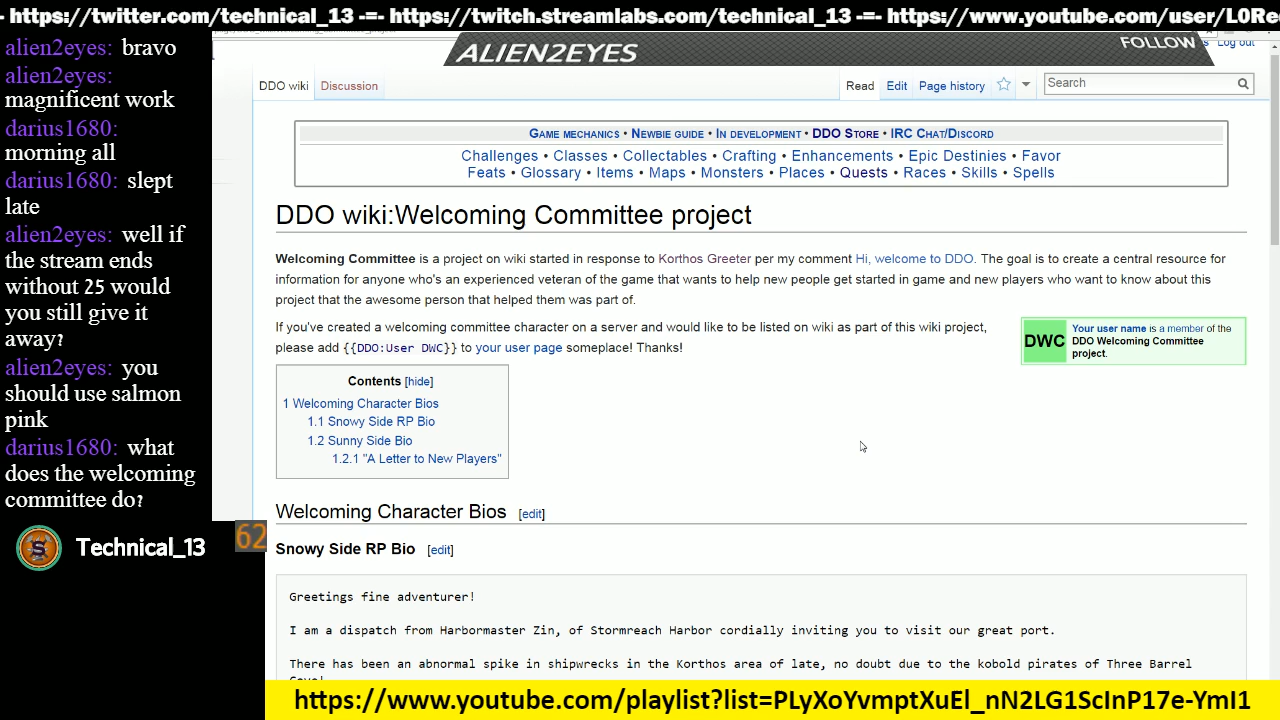 - https://twitter.com/technical_13 -=- https://twitch.streamlabs.com/technical_13 -=- https://www.youtube.com/user/L0Re
alien2eyes: bravo
alien2eyes:
magnificent work
darius1680:
morning all
darius1680: slept
late
alien2eyes: well if
the stream ends
without 25 would
you still give it
away?
alien2eyes: you
should use salmon
pink
darius1680: what
does the welcoming
committee do?
Technical_13
62
ALIEN2EYES
FOLLOW
Log out
DDO wiki Discussion
Read Edit Page history
Search
Game mechanics • Newbie guide • In development • DDO Store • IRC Chat/Discord
Challenges • Classes • Collectables • Crafting • Enhancements • Epic Destinies • Favor
Feats • Glossary • Items • Maps • Monsters • Places • Quests • Races • Skills • Spells
DDO wiki:Welcoming Committee project
Welcoming Committee is a project on wiki started in response to Korthos Greeter per my comment Hi, welcome to DDO. The goal is to create a central resource for
information for anyone who's an experienced veteran of the game that wants to help new people get started in game and new players who want to know about this
project that the awesome person that helped them was part of.
If you've created a welcoming committee character on a server and would like to be listed on wiki as part of this wiki project,
please add {{DDO:User DWC}} to your user page someplace! Thanks!
DWC
Your user name is a member of the
DDO Welcoming Committee
project.
Contents [hide]
1 Welcoming Character Bios
1.1 Snowy Side RP Bio
1.2 Sunny Side Bio
1.2.1 "A Letter to New Players"
Welcoming Character Bios [edit]
Snowy Side RP Bio [edit]
Greetings fine adventurer!
I am a dispatch from Harbormaster Zin, of Stormreach Harbor cordially inviting you to visit our great port.
There has been an abnormal spike in shipwrecks in the Korthos area of late, no doubt due to the kobold pirates of Three Barrel
https://www.youtube.com/playlist?list=PLyXoYvmptXuEl_nN2LG1ScInP17e-YmI1